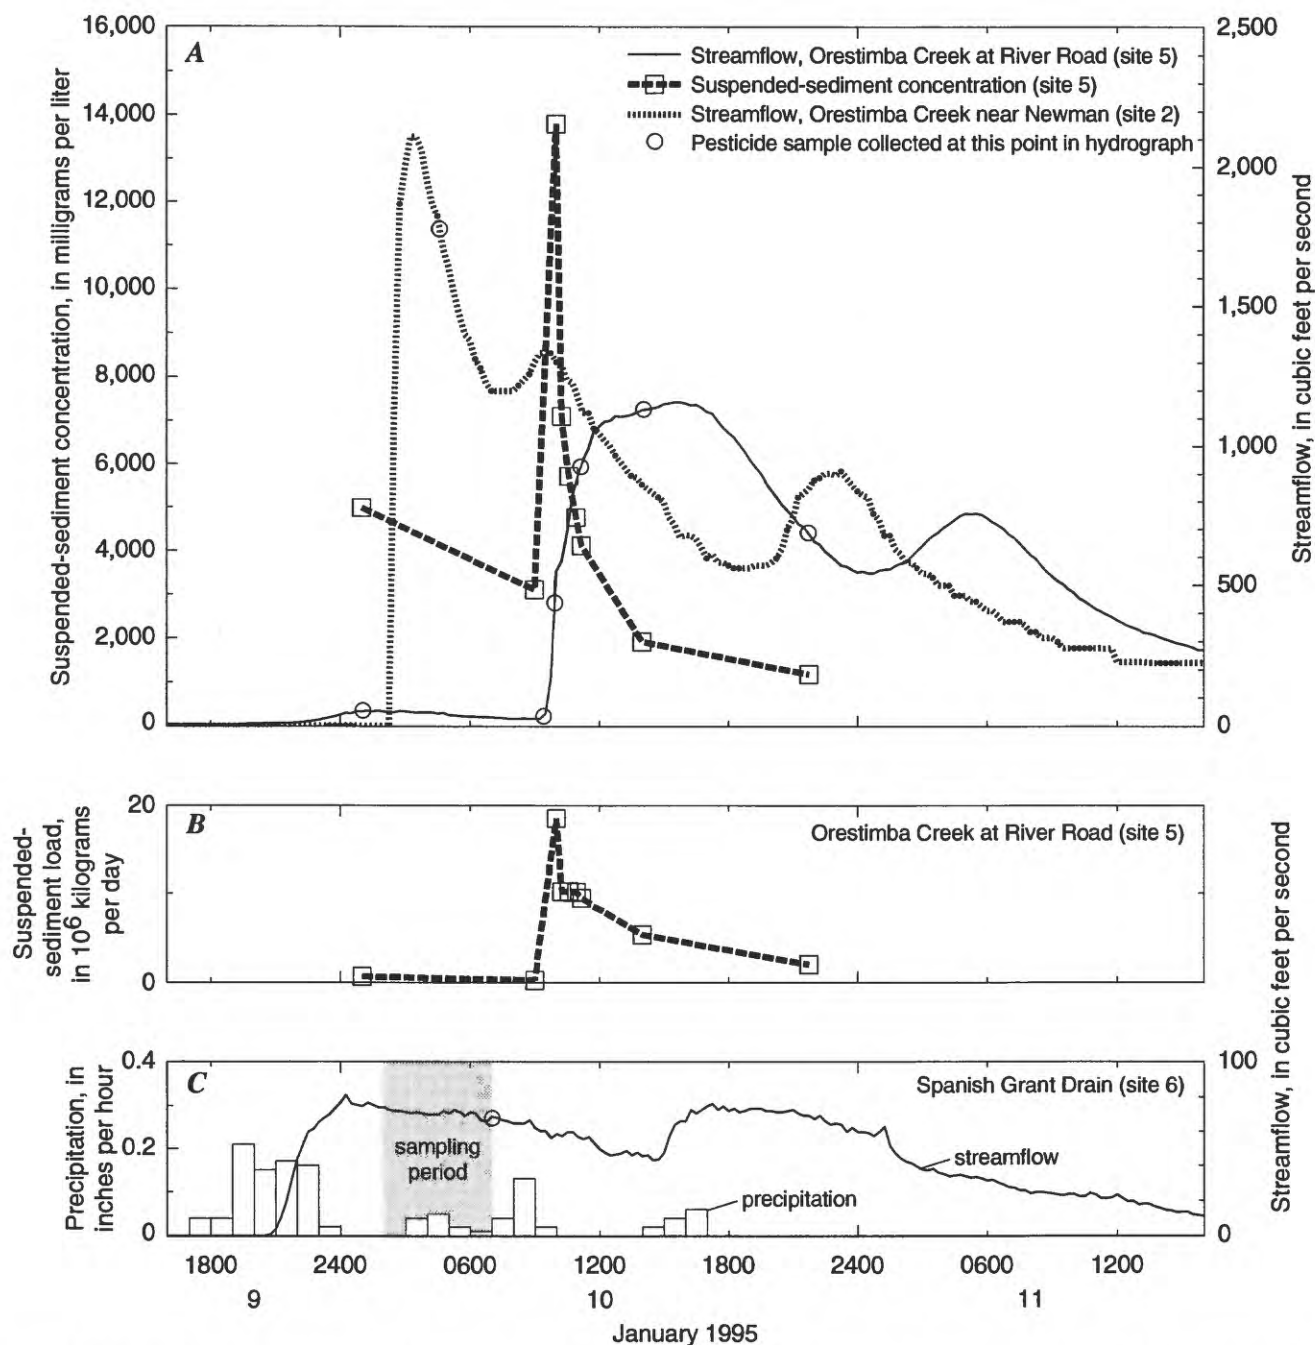 A
Streamflow, Orestimba Creek at River Road (site 5)
Suspended-sediment concentration (site 5)
Streamflow, Orestimba Creek near Newman (site 2)
Pesticide sample collected at this point in hydrograph
Suspended-sediment concentration, in milligrams per liter
16,000
14,000
12,000
10,000
8,000
6,000
4,000
2,000
0
2,500
2,000
1,500
1,000
500
0
Streamflow, in cubic feet per second
B
Orestimba Creek at River Road (site 5)
Suspended-
sediment load,
in 10⁶ kilograms
per day
20
10
0
C
Spanish Grant Drain (site 6)
Precipitation, in
inches per hour
0.4
0.2
0
sampling
period
streamflow
precipitation
100
0
Streamflow, in cubic feet per second
1800 2400 0600 1200 1800 2400 0600 1200
9 10 11
January 1995